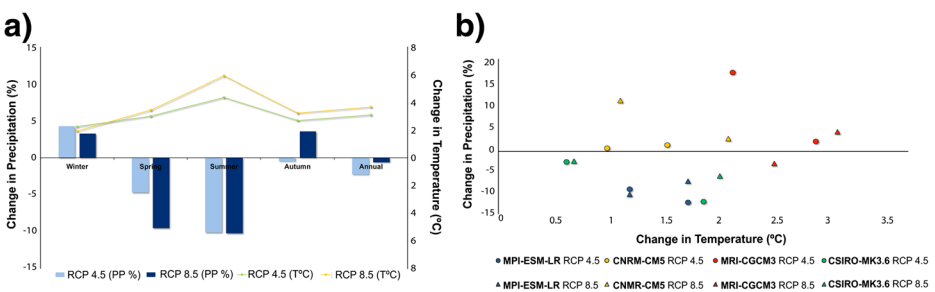 a)
Change in Precipitation (%)
15
10
5
0
-5
-10
-15
Winter
Spring
Summer
Autumn
Annual
8
6
4
2
0
2
4
6
8
Change in Temperature (ºC)
RCP 4.5 (PP %) RCP 8.5 (PP %) RCP 4.5 (TºC) RCP 8.5 (TºC)
b)
Change in Precipitation (%)
20
15
10
5
0
-5
-10
-15
0 0.5 1 1.5 2 2.5 3 3.5
Change in Temperature (ºC)
MPI-ESM-LR RCP 4.5 CNRM-CM5 RCP 4.5 MRI-CGCM3 RCP 4.5 CSIRO-MK3.6 RCP 4.5
MPI-ESM-LR RCP 8.5 CNMR-CM5 RCP 8.5 MRI-CGCM3 RCP 8.5 CSIRO-MK3.6 RCP 8.5